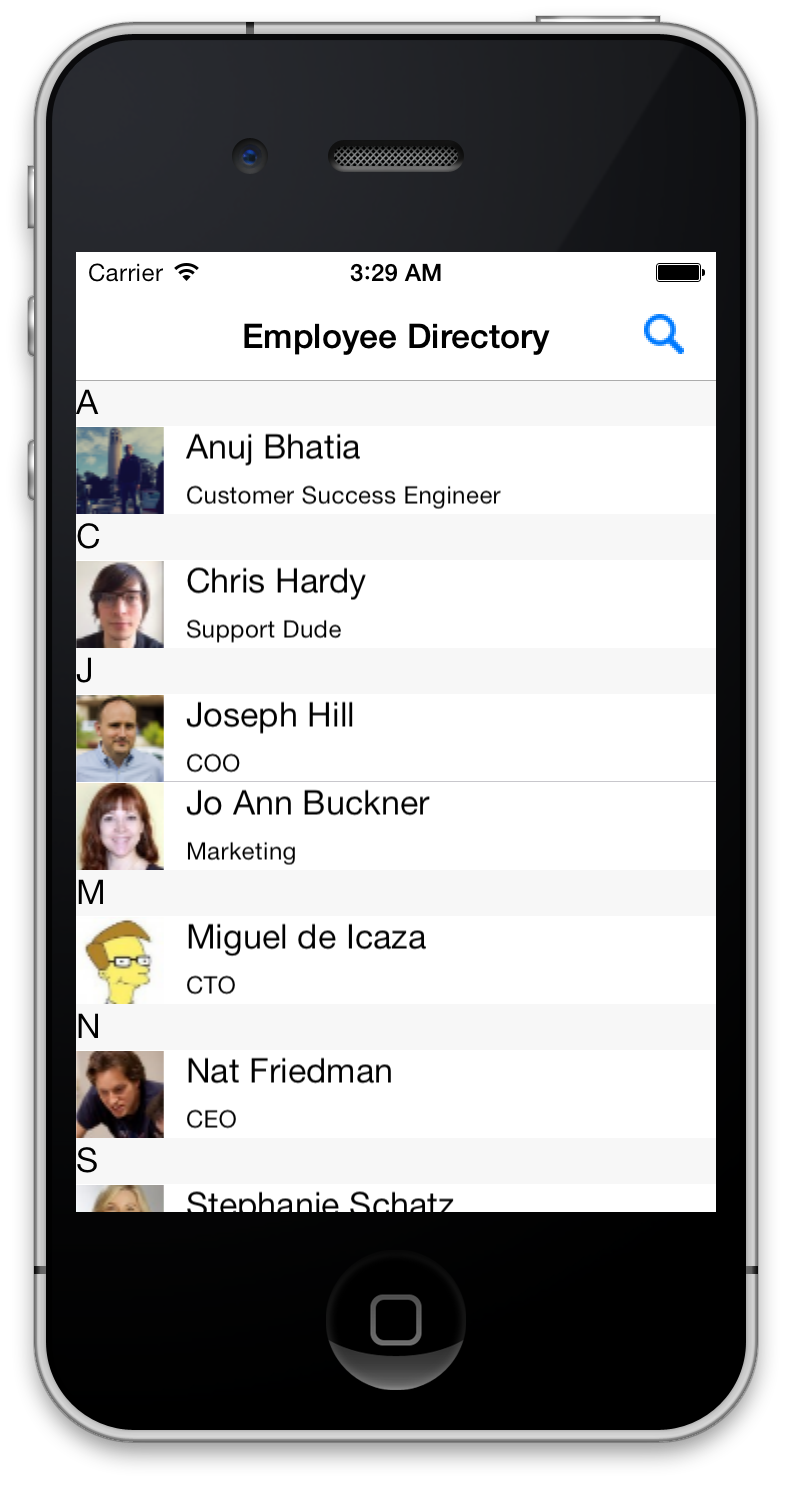 Carrier 3:29 AM
Employee Directory
A
Anuj Bhatia
Customer Success Engineer
C
Chris Hardy
Support Dude
J
Joseph Hill
COO
Jo Ann Buckner
Marketing
M
Miguel de Icaza
CTO
N
Nat Friedman
CEO
S
Stephanie Schatz